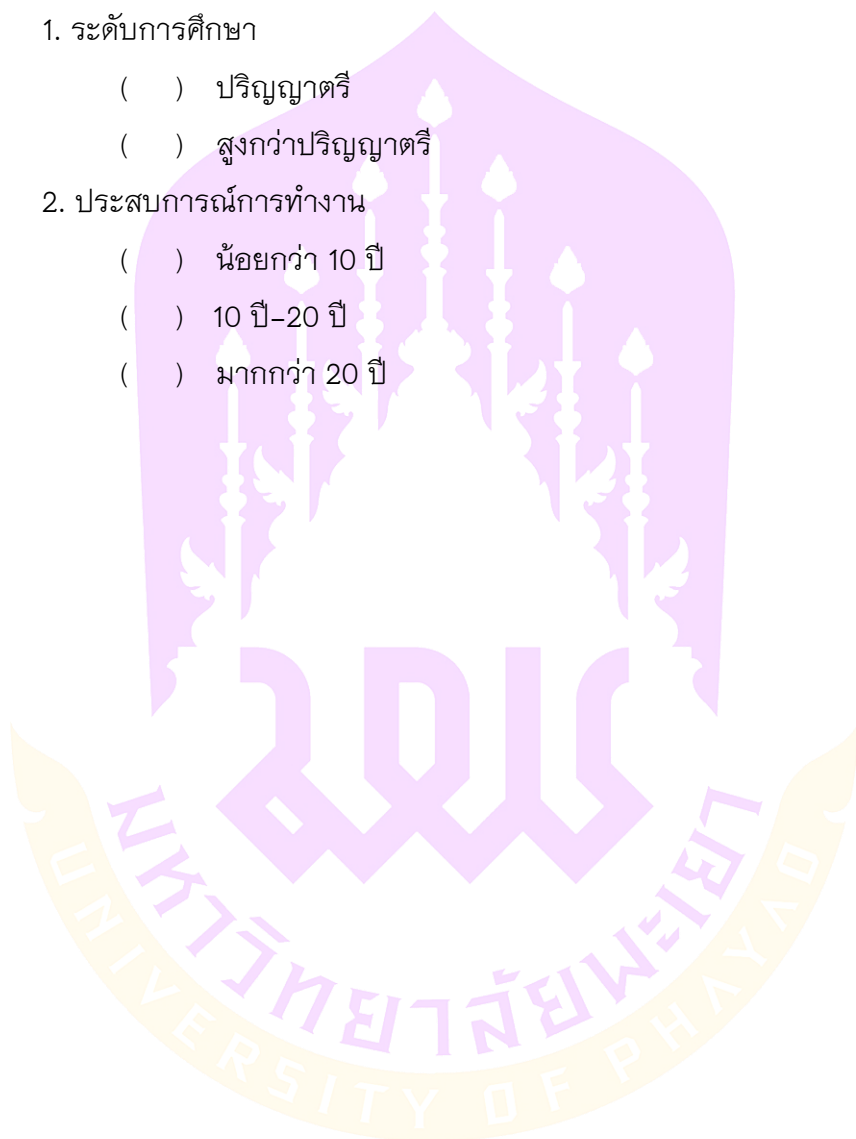 1. ระดับการศึกษา
( ) ปริญญาตรี
( ) สูงกว่าปริญญาตรี
2. ประสบการณ์การทำงาน
( ) น้อยกว่า 10 ปี
( ) 10 ปี–20 ปี
( ) มากกว่า 20 ปี
มพ
มหาวิทยาลัยพะเยา
UNIVERSITY OF PHAYAO